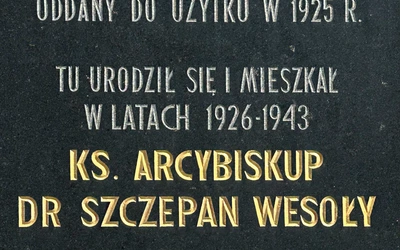 ODDANY DO UŻYTKU W 1925 R.
TU URODZIŁ SIĘ I MIESZKAŁ
W LATACH 1926-1943
KS. ARCYBISKUP
DR SZCZEPAN WESOŁY